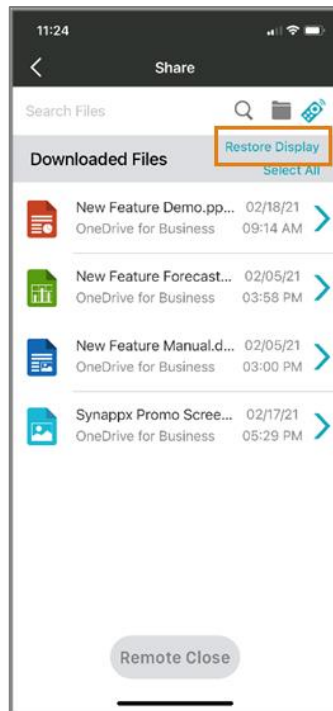 11:24
Share
Search Files
Restore Display
Downloaded Files
Select All
New Feature Demo.pp... 02/18/21
OneDrive for Business 09:14 AM
New Feature Forecast... 02/05/21
OneDrive for Business 03:58 PM
New Feature Manual.d... 02/05/21
OneDrive for Business 03:00 PM
Synappx Promo Scree... 02/17/21
OneDrive for Business 05:29 PM
Remote Close